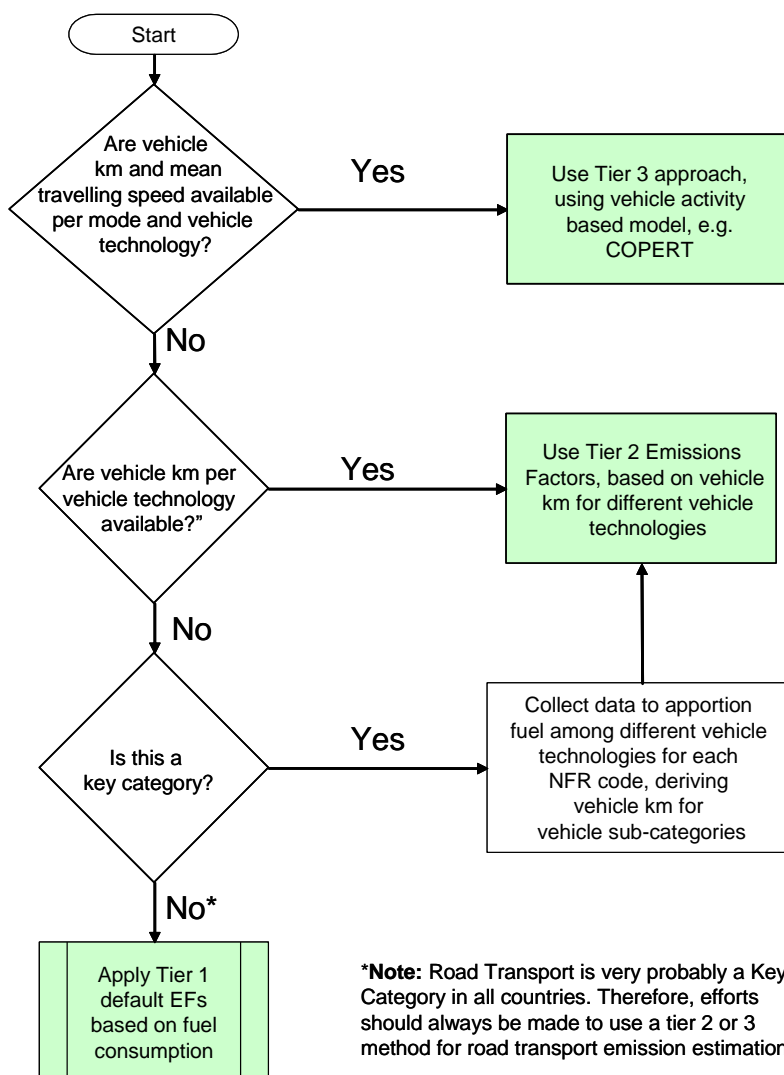 Start
Are vehicle
km and mean
travelling speed available
per mode and vehicle
technology?
Yes
Use Tier 3 approach,
using vehicle activity
based model, e.g.
COPERT
No
Are vehicle km per
vehicle technology
available?”
Yes
Use Tier 2 Emissions
Factors, based on vehicle
km for different vehicle
technologies
No
Is this a
key category?
Yes
Collect data to apportion
fuel among different vehicle
technologies for each
NFR code, deriving
vehicle km for
vehicle sub-categories
No*
Apply Tier 1
default EFs
based on fuel
consumption
*Note: Road Transport is very probably a Key
Category in all countries. Therefore, efforts
should always be made to use a tier 2 or 3
method for road transport emission estimation